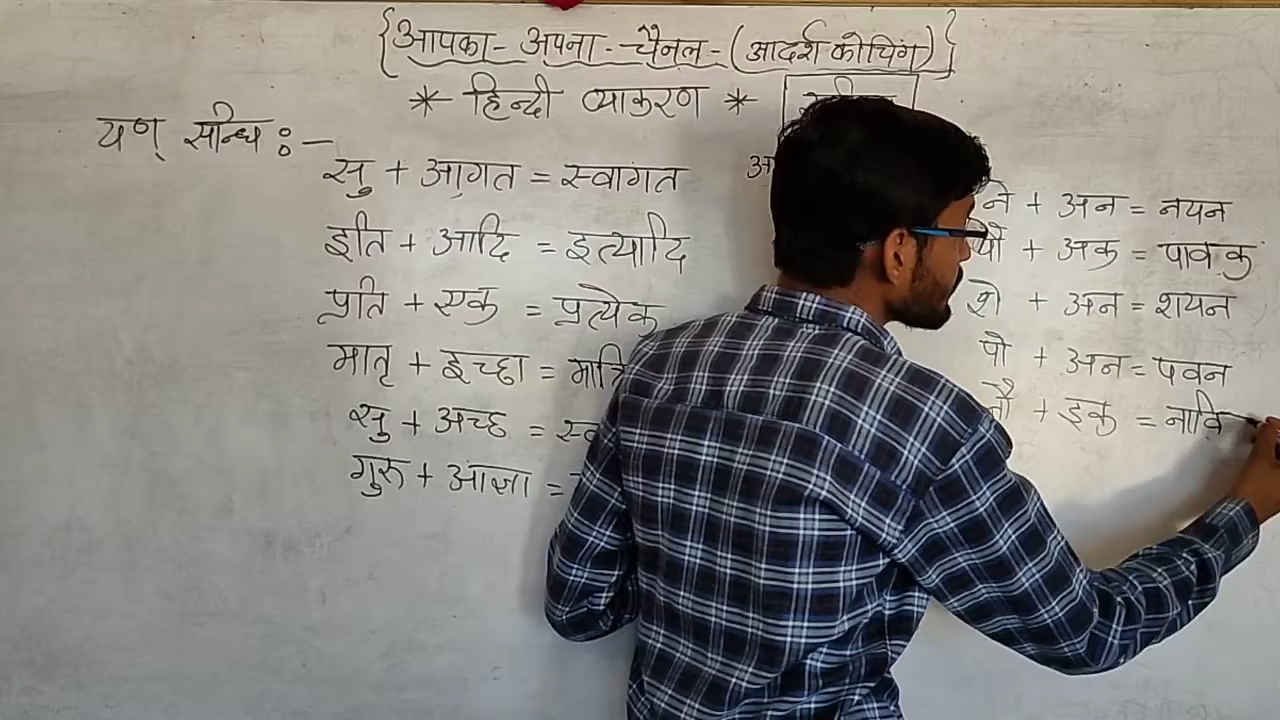 {आपका - अपना - चैनल - (आदर्श कोचिंग)}
* हिन्दी व्याकरण *
यण् सन्धि :-
सु + आगत = स्वागत
इति + आदि = इत्यादि
प्रति + एक = प्रत्येक
मातृ + इच्छा = मात्रि
सु + अच्छ = स्व
गुरु + आज्ञा =
ने + अन = नयन
पौ + अक = पावक
शे + अन = शयन
पो + अन = पवन
नौ + इक = नावि